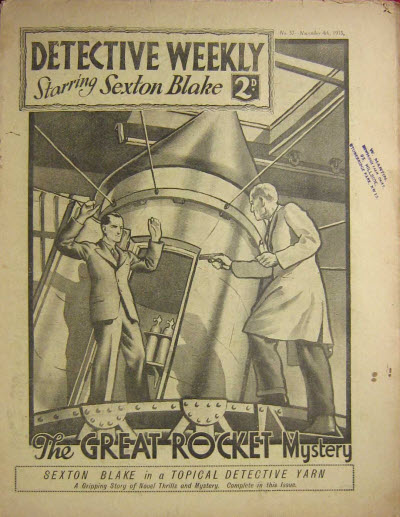 DETECTIVE WEEKLY
Starring Sexton Blake 2D.
The GREAT ROCKET Mystery
SEXTON BLAKE in a TOPICAL DETECTIVE YARN
A Gripping Story of Novel Thrills and Mystery. Complete in this Issue.